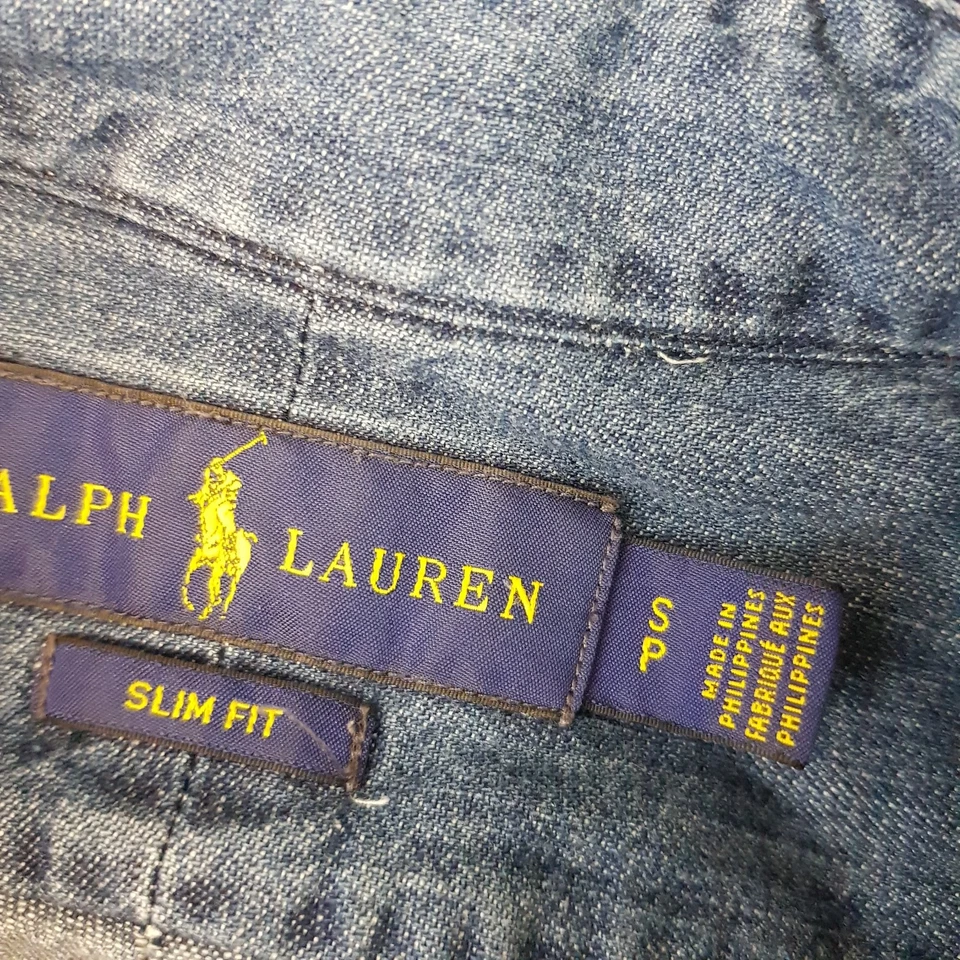 ALPH LAUREN
SLIM FIT
S
P
MADE IN
PHILIPPINES
FABRIQUÉ AUX
PHILIPPINES